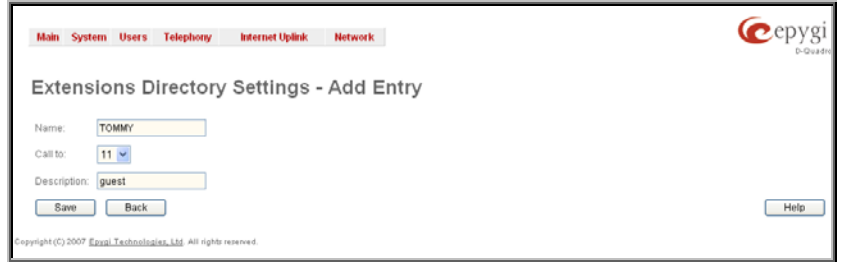 Main System Users Telephony Internet Uplink Network
epygi
D-Quadro
Extensions Directory Settings - Add Entry
Name: TOMMY
Call to: 11
Description: guest
Save Back Help
Copyright (C) 2007 Epygi Technologies, Ltd. All rights reserved.